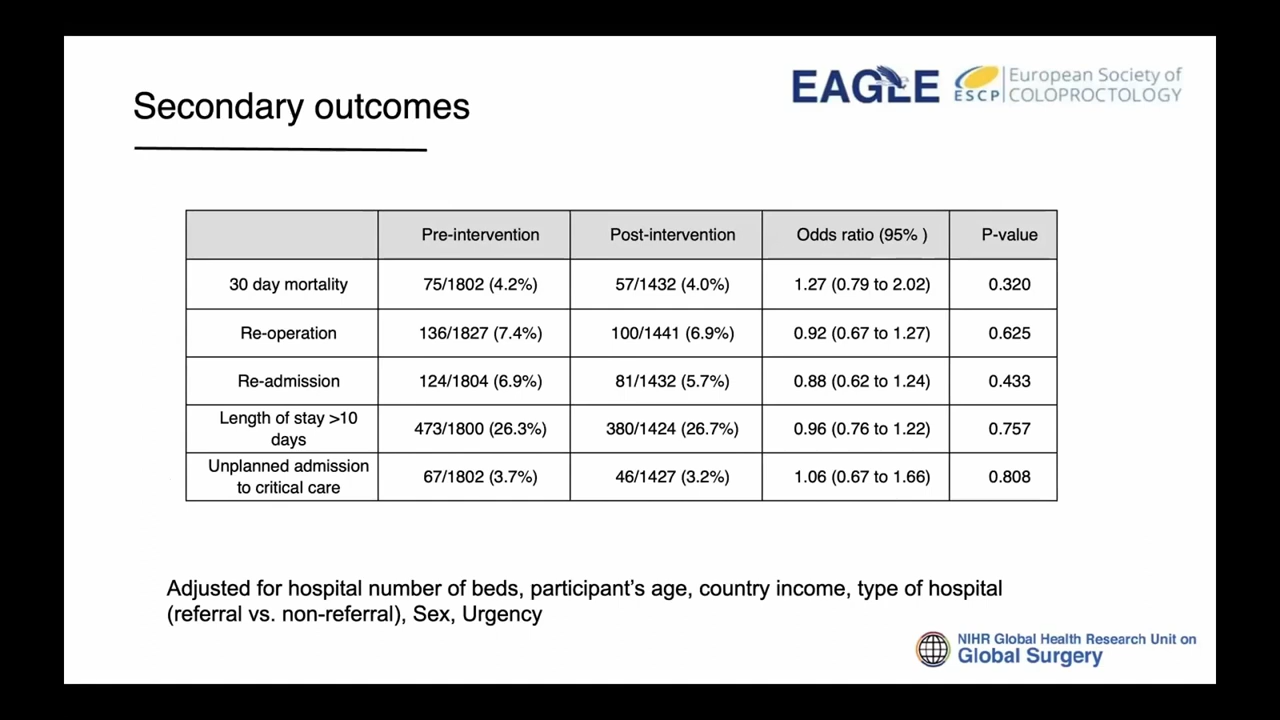 EAGLE
ESCP
European Society of
COLOPROCTOLOGY
Secondary outcomes
Pre-intervention Post-intervention Odds ratio (95% ) P-value
30 day mortality 75/1802 (4.2%) 57/1432 (4.0%) 1.27 (0.79 to 2.02) 0.320
Re-operation 136/1827 (7.4%) 100/1441 (6.9%) 0.92 (0.67 to 1.27) 0.625
Re-admission 124/1804 (6.9%) 81/1432 (5.7%) 0.88 (0.62 to 1.24) 0.433
Length of stay >10
days 473/1800 (26.3%) 380/1424 (26.7%) 0.96 (0.76 to 1.22) 0.757
Unplanned admission
to critical care 67/1802 (3.7%) 46/1427 (3.2%) 1.06 (0.67 to 1.66) 0.808
Adjusted for hospital number of beds, participant's age, country income, type of hospital
(referral vs. non-referral), Sex, Urgency
NIHR Global Health Research Unit on
Global Surgery